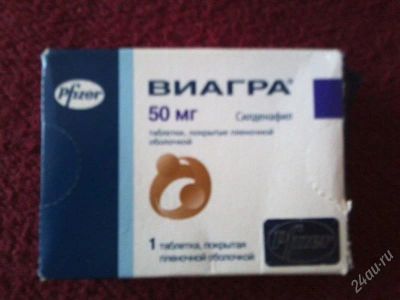 Pfizer
ВИАГРА®
50 мг
Силденафил
таблетки, покрытые пленочной
оболочкой
1 таблетка, покрытая
пленочной оболочкой
Pfizer
24au.ru